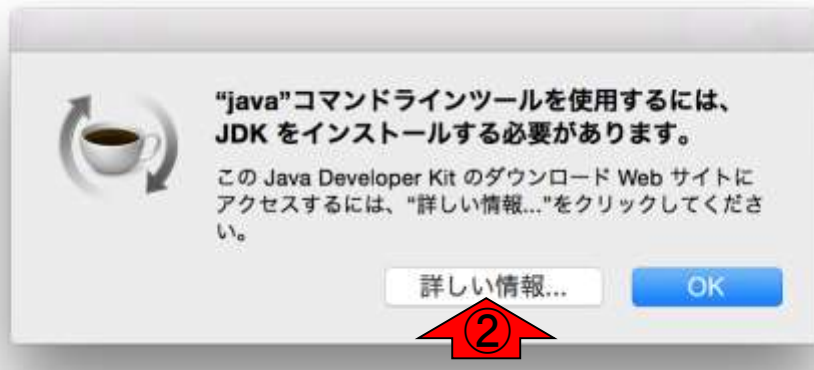 “java”コマンドラインツールを使用するには、
JDK をインストールする必要があります。
この Java Developer Kit のダウンロード Web サイトに
アクセスするには、“詳しい情報...”をクリックしてくださ
い。
詳しい情報...
OK
②